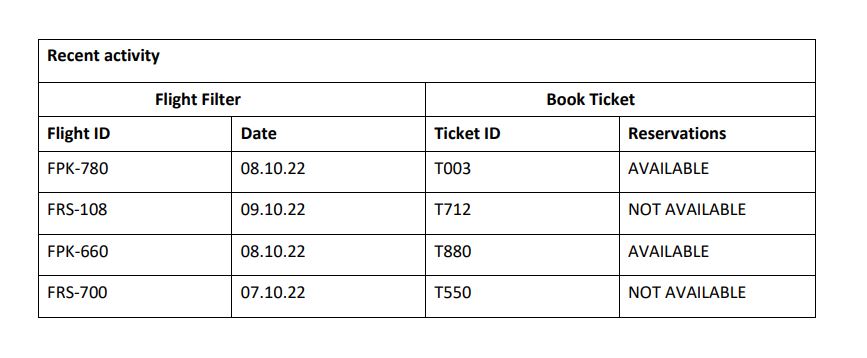 Recent activity
Flight Filter Book Ticket
Flight ID Date Ticket ID Reservations
FPK-780 08.10.22 T003 AVAILABLE
FRS-108 09.10.22 T712 NOT AVAILABLE
FPK-660 08.10.22 T880 AVAILABLE
FRS-700 07.10.22 T550 NOT AVAILABLE